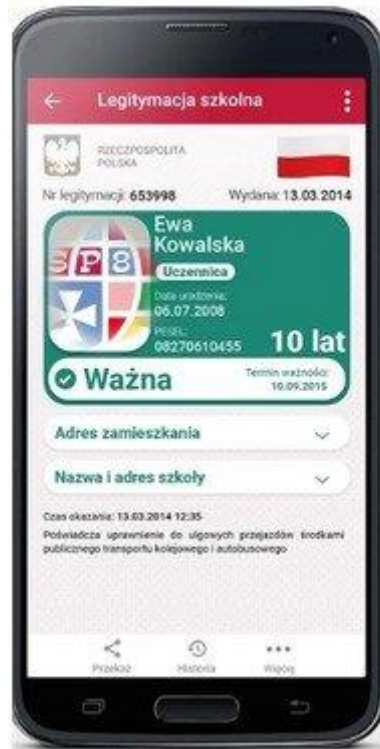 Legitymacja szkolna
RZECZPOSPOLITA
POLSKA
Nr legitymacji: 653998
Wydana: 13.03.2014
SP8
Ewa
Kowalska
Uczennica
Data urodzenia:
06.07.2008
PESEL:
08270610455
10 lat
Ważna
Termin ważności:
10.09.2015
Adres zamieszkania
Nazwa i adres szkoły
Czas okazania: 13.03.2014 12:35
Poświadcza uprawnienie do ulgowych przejazdów środkami
publicznego transportu kolejowego i autobusowego
Przekaż
Historia
Więcej